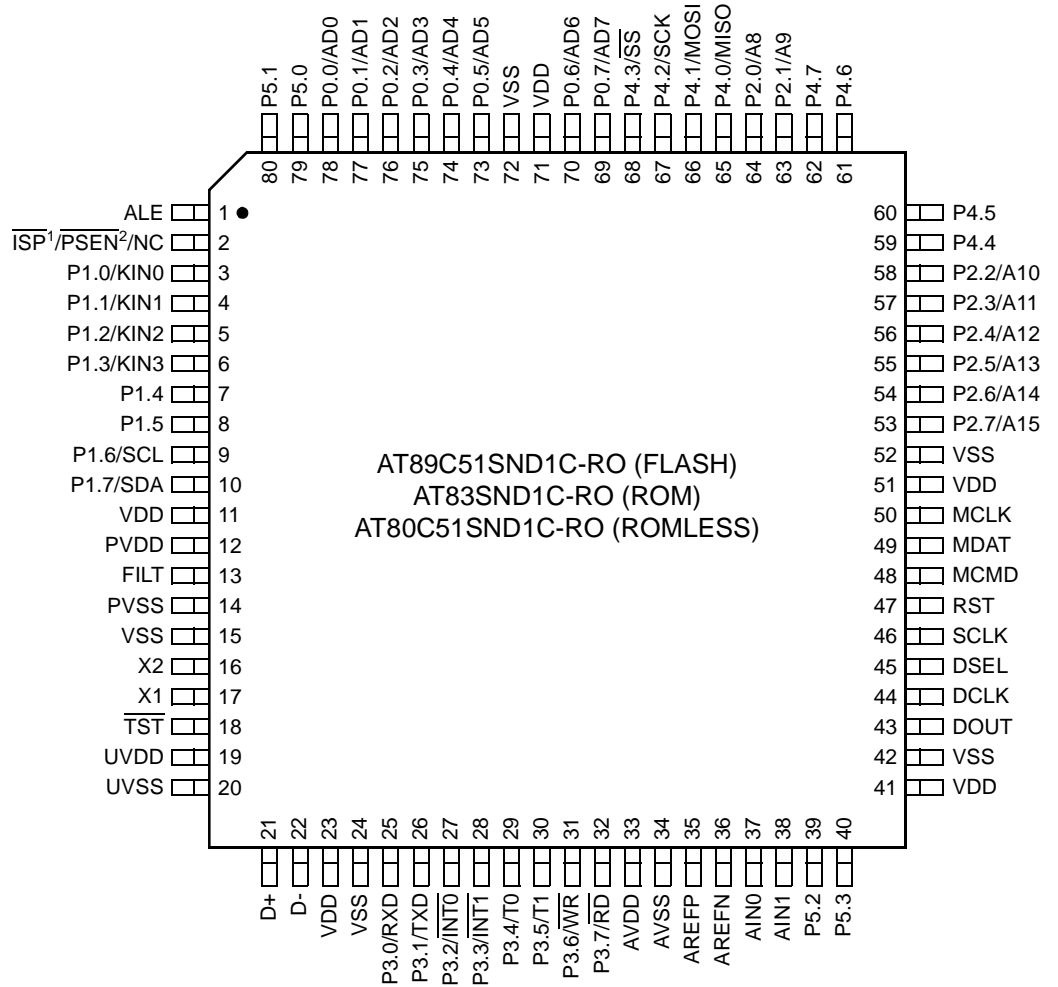 P5.1
P5.0
P0.0/AD0
P0.1/AD1
P0.2/AD2
P0.3/AD3
P0.4/AD4
P0.5/AD5
VSS
VDD
P0.6/AD6
P0.7/AD7
P4.3/SS
P4.2/SCK
P4.1/MOSI
P4.0/MISO
P2.0/A8
P2.1/A9
P4.7
P4.6
80 79 78 77 76 75 74 73 72 71 70 69 68 67 66 65 64 63 62 61
ALE 1
ISP¹/PSEN²/NC 2
P1.0/KIN0 3
P1.1/KIN1 4
P1.2/KIN2 5
P1.3/KIN3 6
P1.4 7
P1.5 8
P1.6/SCL 9
P1.7/SDA 10
VDD 11
PVDD 12
FILT 13
PVSS 14
VSS 15
X2 16
X1 17
TST 18
UVDD 19
UVSS 20
AT89C51SND1C-RO (FLASH)
AT83SND1C-RO (ROM)
AT80C51SND1C-RO (ROMLESS)
60 P4.5
59 P4.4
58 P2.2/A10
57 P2.3/A11
56 P2.4/A12
55 P2.5/A13
54 P2.6/A14
53 P2.7/A15
52 VSS
51 VDD
50 MCLK
49 MDAT
48 MCMD
47 RST
46 SCLK
45 DSEL
44 DCLK
43 DOUT
42 VSS
41 VDD
21 22 23 24 25 26 27 28 29 30 31 32 33 34 35 36 37 38 39 40
D+
D-
VDD
VSS
P3.0/RXD
P3.1/TXD
P3.2/INT0
P3.3/INT1
P3.4/T0
P3.5/T1
P3.6/WR
P3.7/RD
AVDD
AVSS
AREFP
AREFN
AIN0
AIN1
P5.2
P5.3